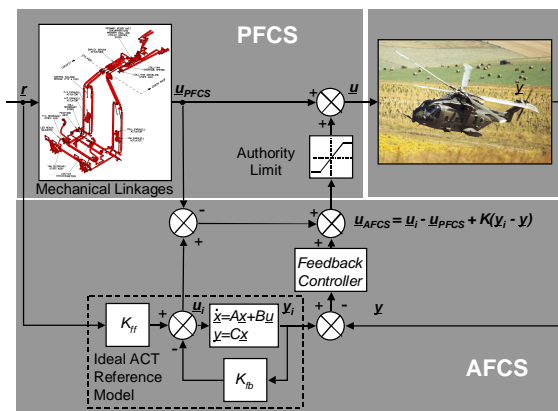 PFCS
r
u_PFCS
u
y
Mechanical Linkages
Authority
Limit
+
+
-
+
+
+
u_AFCS = u_i - u_PFCS + K(y_i - y)
Feedback
Controller
K_ff
+
-
u_i
ẋ=Ax+Bu
y=Cx
y_i
+
-
y
K_fb
Ideal ACT
Reference
Model
AFCS